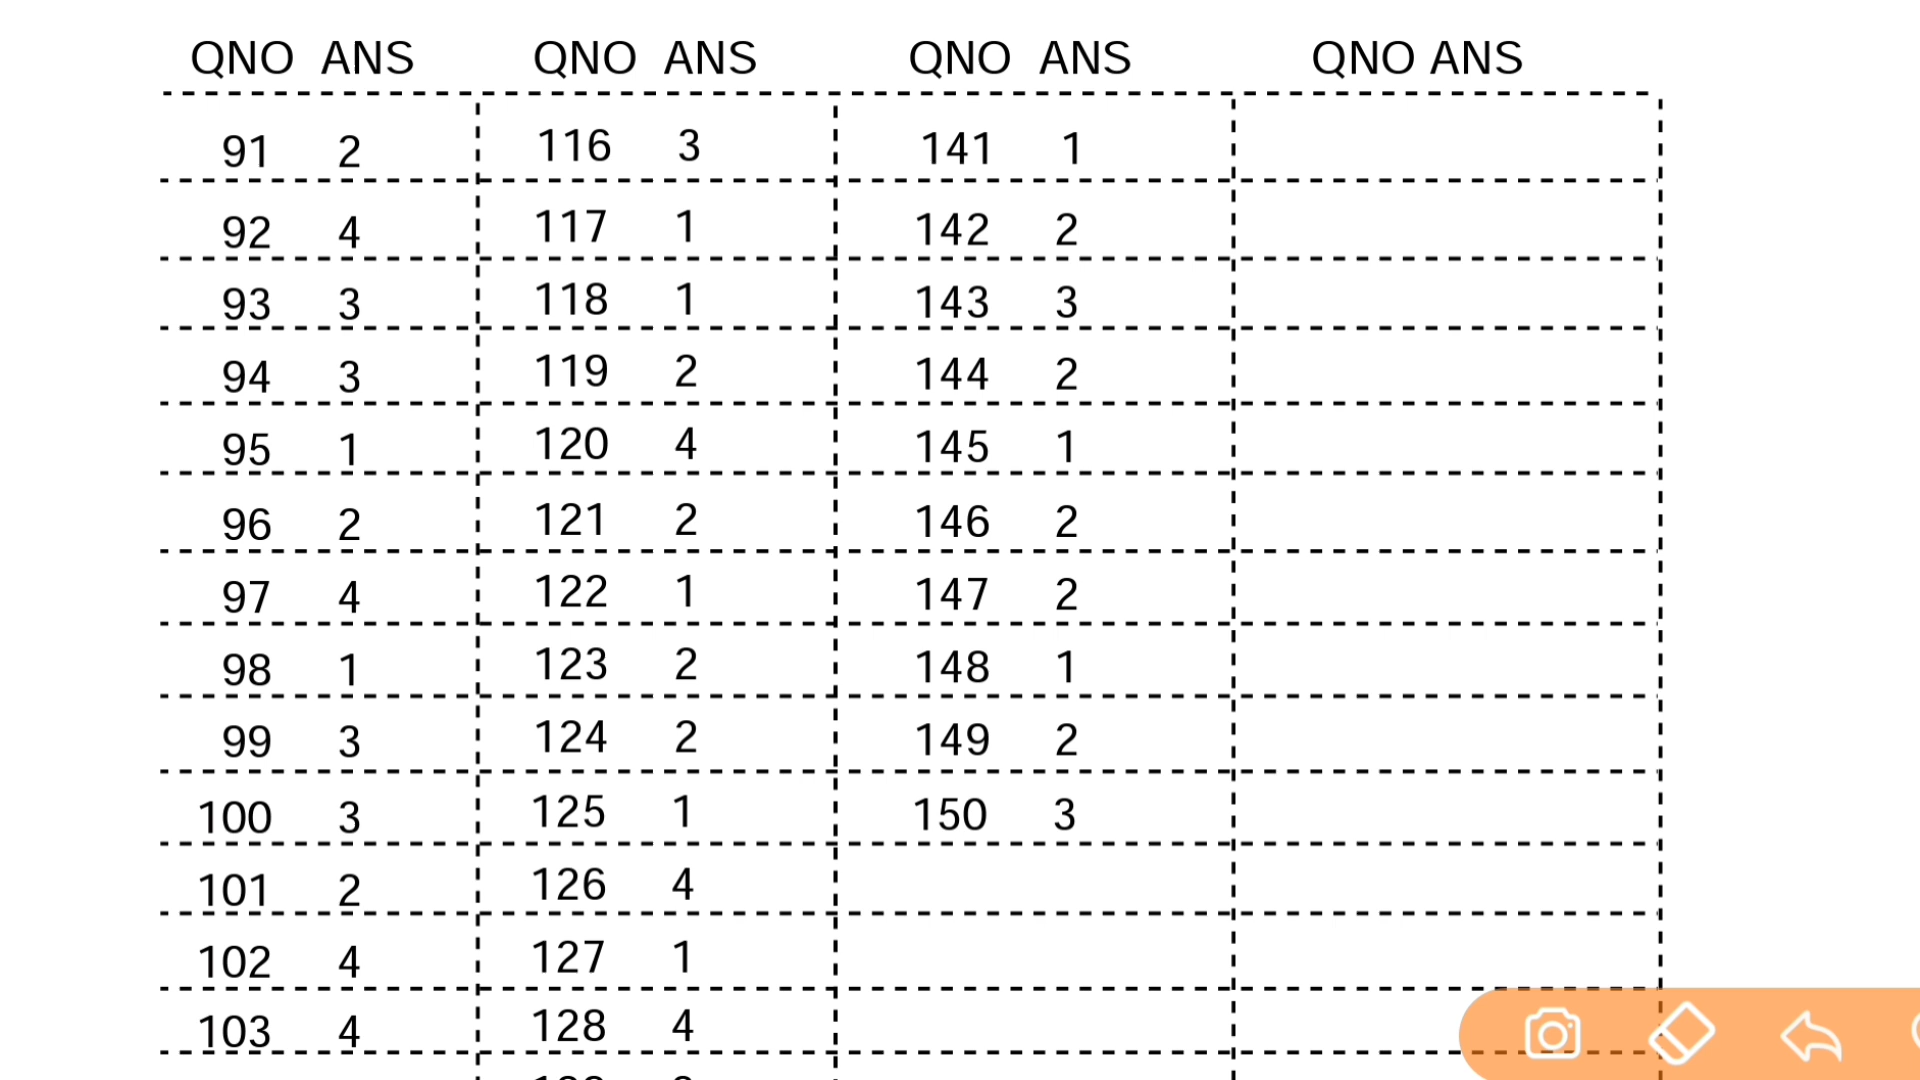 QNO ANS QNO ANS QNO ANS QNO ANS
91 2 116 3 141 1
92 4 117 1 142 2
93 3 118 1 143 3
94 3 119 2 144 2
95 1 120 4 145 1
96 2 121 2 146 2
97 4 122 1 147 2
98 1 123 2 148 1
99 3 124 2 149 2
100 3 125 1 150 3
101 2 126 4
102 4 127 1
103 4 128 4